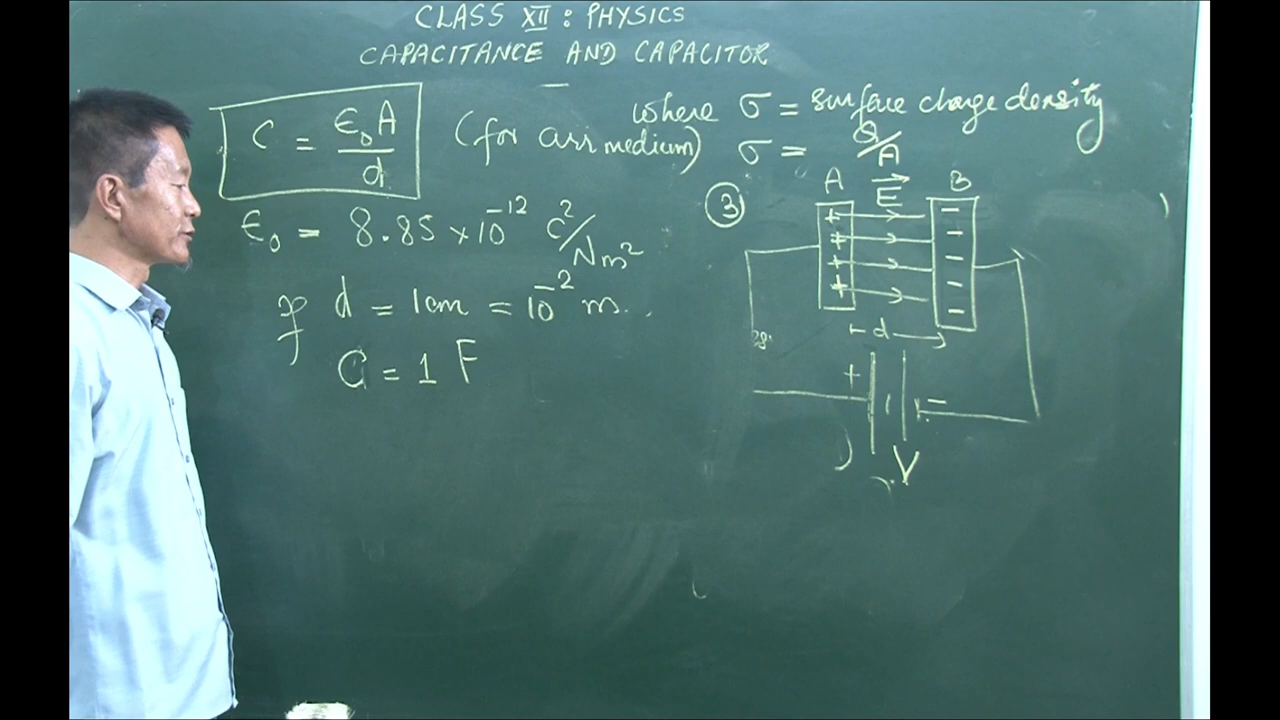 CLASS XII : PHYSICS
CAPACITANCE AND CAPACITOR
C = ε₀A/d (for air medium)
where σ = surface charge density
σ = Q/A
ε₀ = 8.85 × 10⁻¹² C²/Nm²
If d = 1cm = 10⁻² m.
C = 1 F
3
A E⃗ B
+ −
+ −
+ −
+ −
−
d
+ −
V